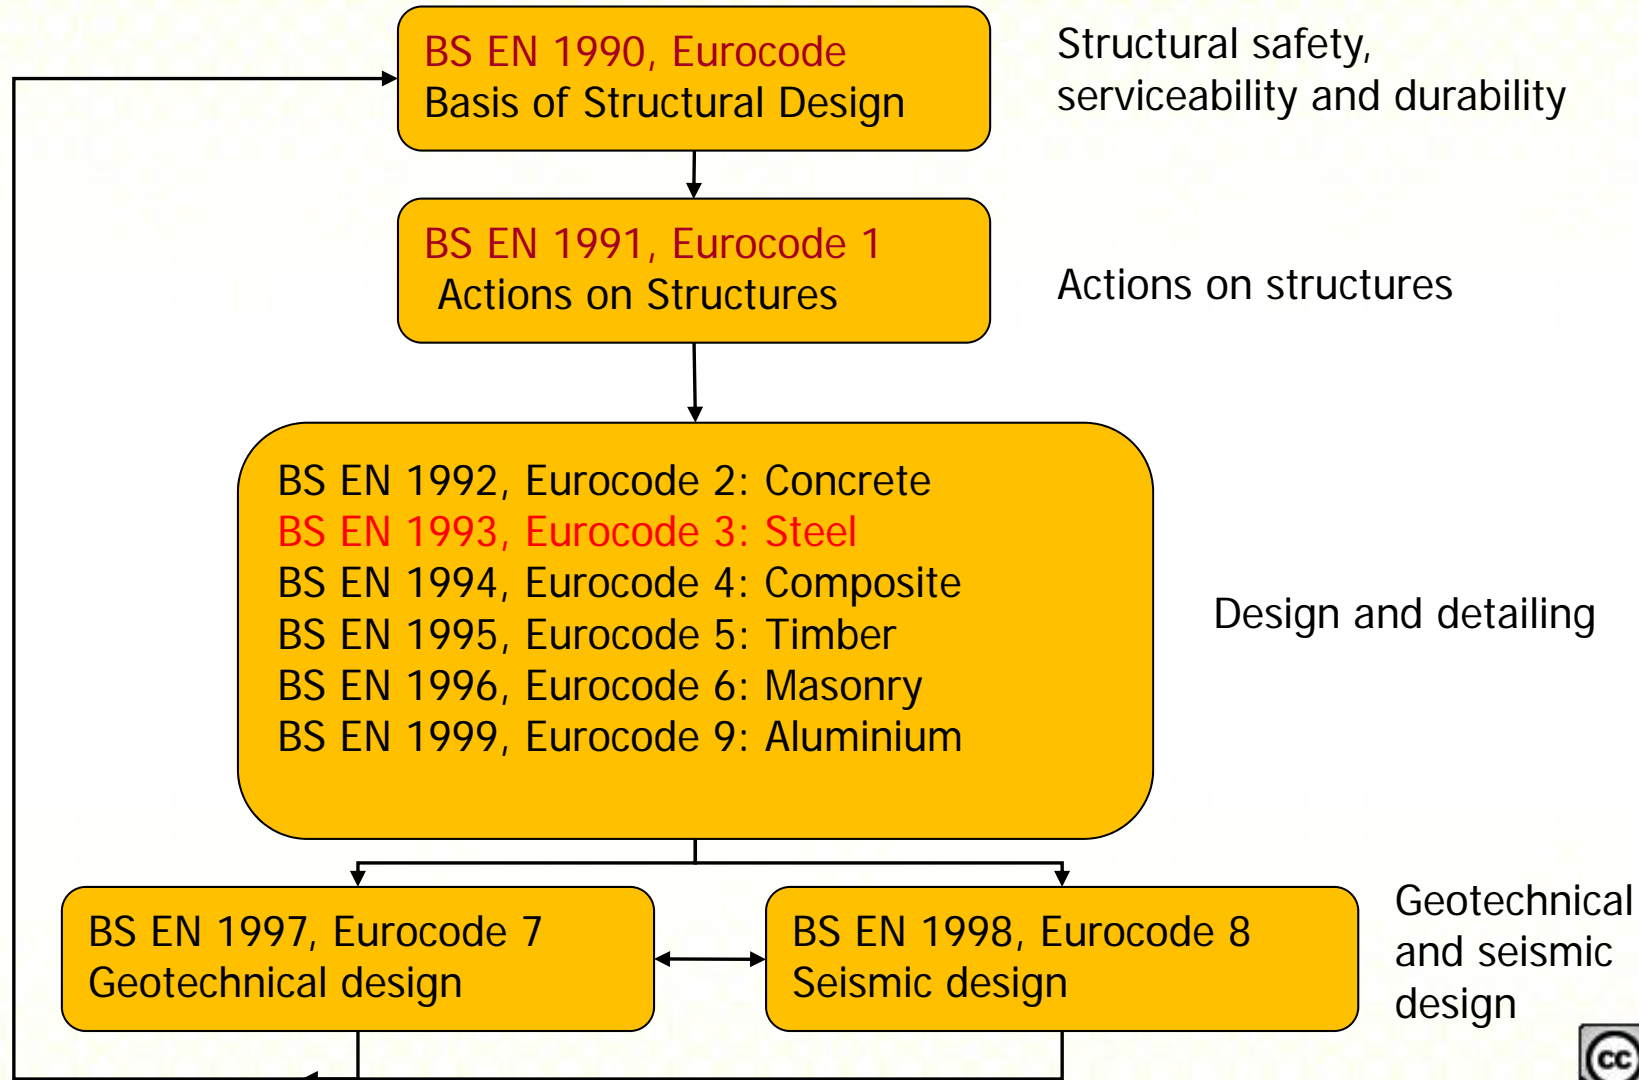 BS EN 1990, Eurocode
Basis of Structural Design
Structural safety,
serviceability and durability
BS EN 1991, Eurocode 1
Actions on Structures
Actions on structures
BS EN 1992, Eurocode 2: Concrete
BS EN 1993, Eurocode 3: Steel
BS EN 1994, Eurocode 4: Composite
BS EN 1995, Eurocode 5: Timber
BS EN 1996, Eurocode 6: Masonry
BS EN 1999, Eurocode 9: Aluminium
Design and detailing
BS EN 1997, Eurocode 7
Geotechnical design
BS EN 1998, Eurocode 8
Seismic design
Geotechnical
and seismic
design
cc